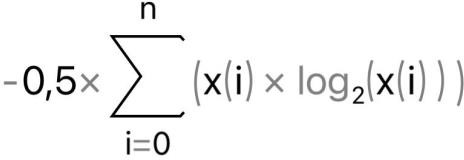 n
-0,5× ∑ (x(i) × log₂(x(i) ) )
i=0